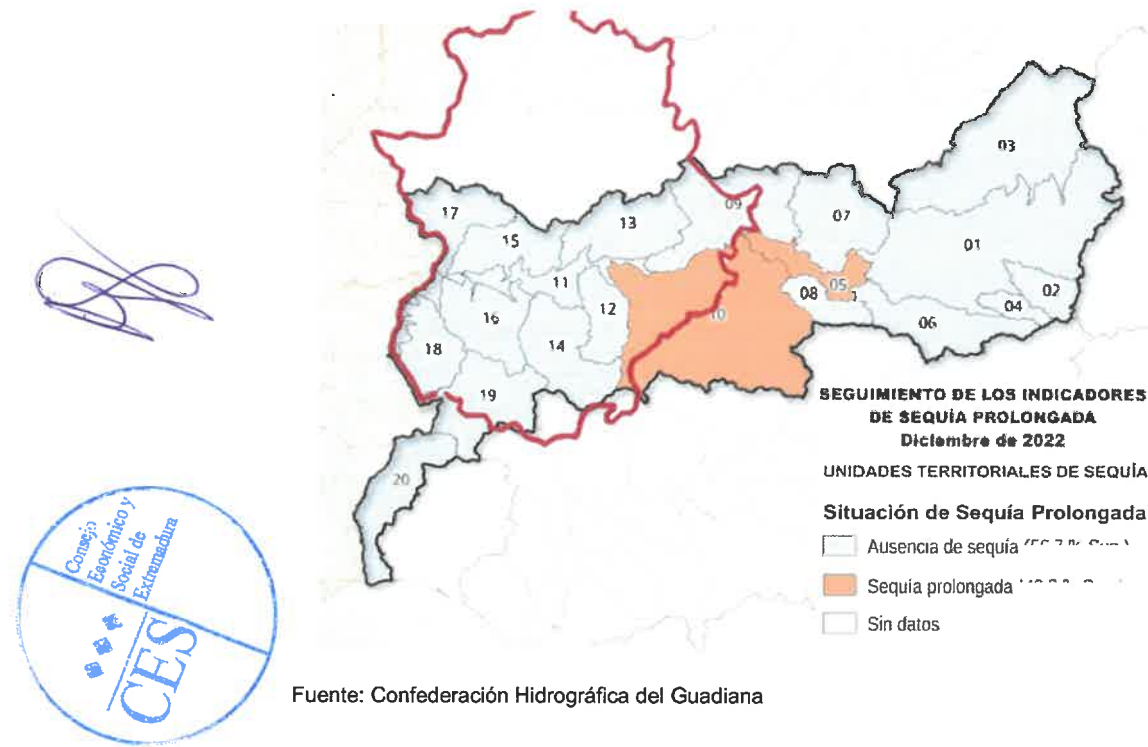 03
17
13
09
07
15
01
11
05
02
08
12
04
16
10
06
14
18
19
20
SEGUIMIENTO DE LOS INDICADORES
DE SEQUÍA PROLONGADA
Diciembre de 2022
UNIDADES TERRITORIALES DE SEQUÍA
Situación de Sequía Prolongada
Ausencia de sequía
Sequía prolongada
Sin datos
Consejo
Económico y
Social de
Extremadura
CES
Fuente: Confederación Hidrográfica del Guadiana